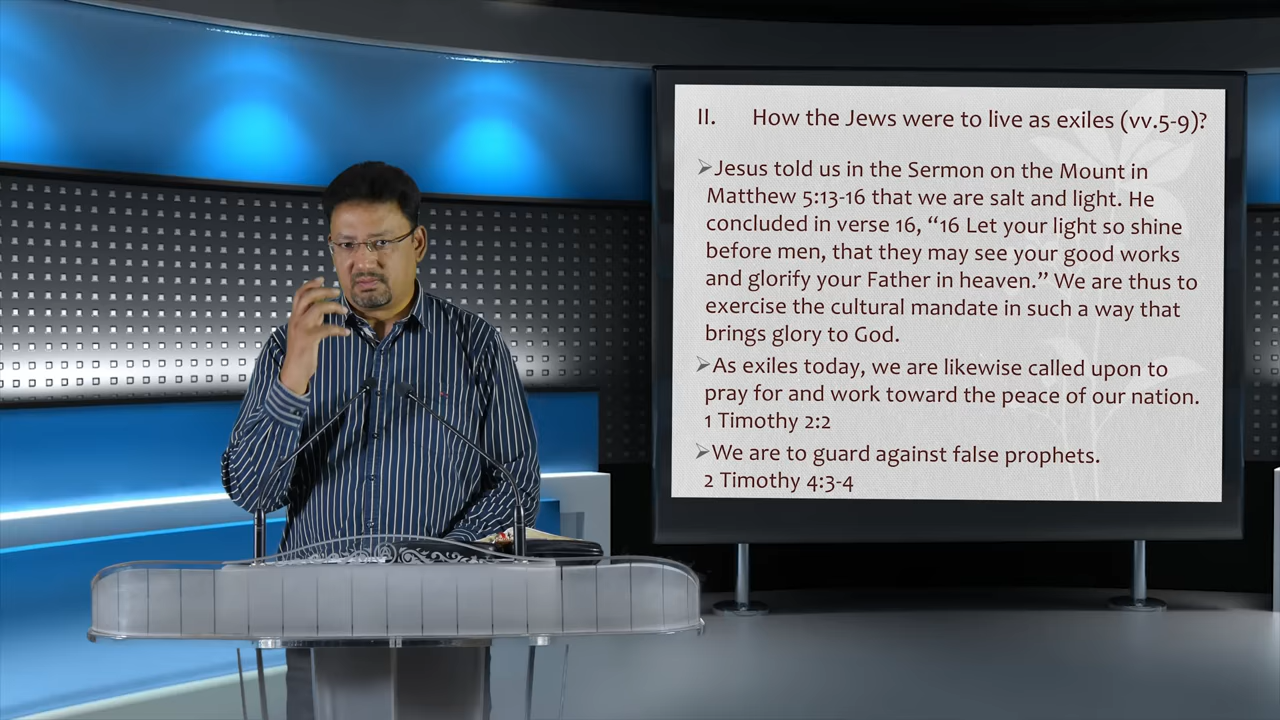 II. How the Jews were to live as exiles (vv.5-9)?
➢Jesus told us in the Sermon on the Mount in
Matthew 5:13-16 that we are salt and light. He
concluded in verse 16, “16 Let your light so shine
before men, that they may see your good works
and glorify your Father in heaven.” We are thus to
exercise the cultural mandate in such a way that
brings glory to God.
➢As exiles today, we are likewise called upon to
pray for and work toward the peace of our nation.
1 Timothy 2:2
➢We are to guard against false prophets.
2 Timothy 4:3-4